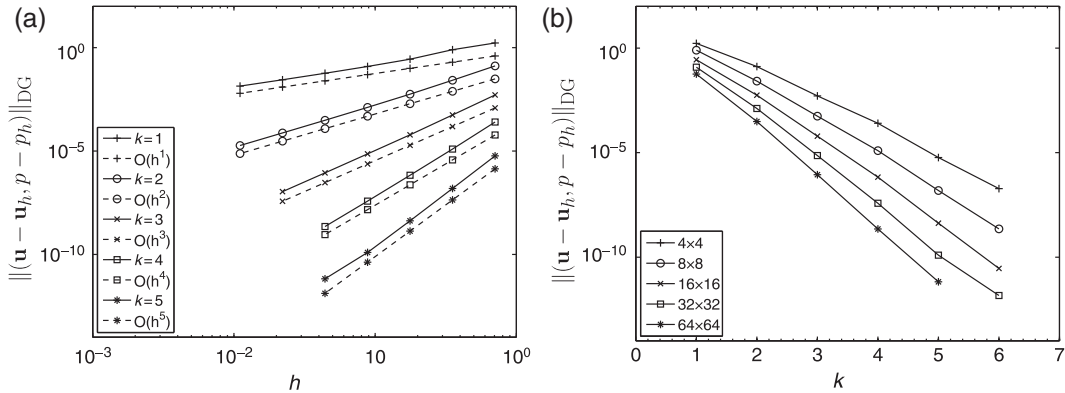 (a)
‖(u − u_h, p − p_h)‖_DG
10^0
10^−5
10^−10
k=1
O(h^1)
k=2
O(h^2)
k=3
O(h^3)
k=4
O(h^4)
k=5
O(h^5)
10^−3
10^−2
10
10^0
h
(b)
‖(u − u_h, p − p_h)‖_DG
10^0
10^−5
10^−10
4×4
8×8
16×16
32×32
64×64
0
1
2
3
4
5
6
7
k